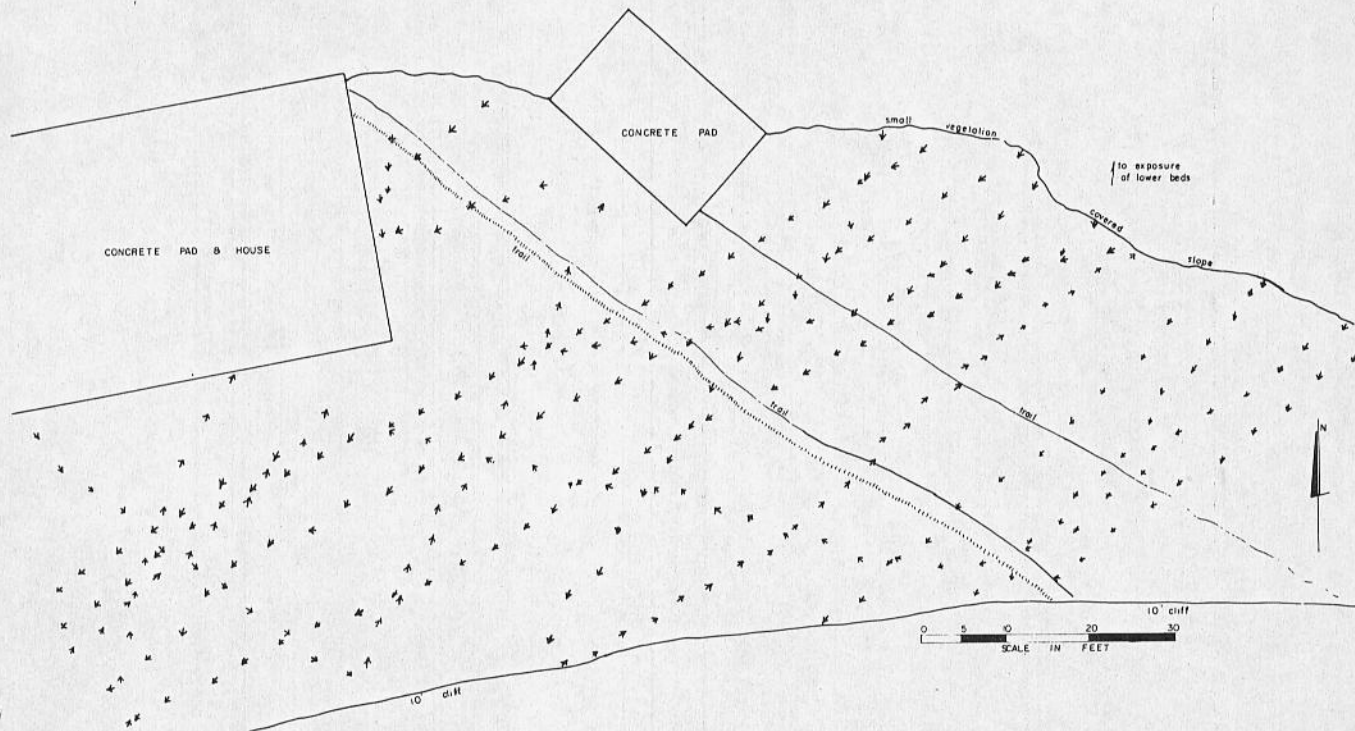 CONCRETE PAD
small vegetation
to exposure
of lower beds
covered
slope
CONCRETE PAD & HOUSE
trail
trail
trail
N
10' cliff
0 5 10 20 30
SCALE IN FEET
10' cliff